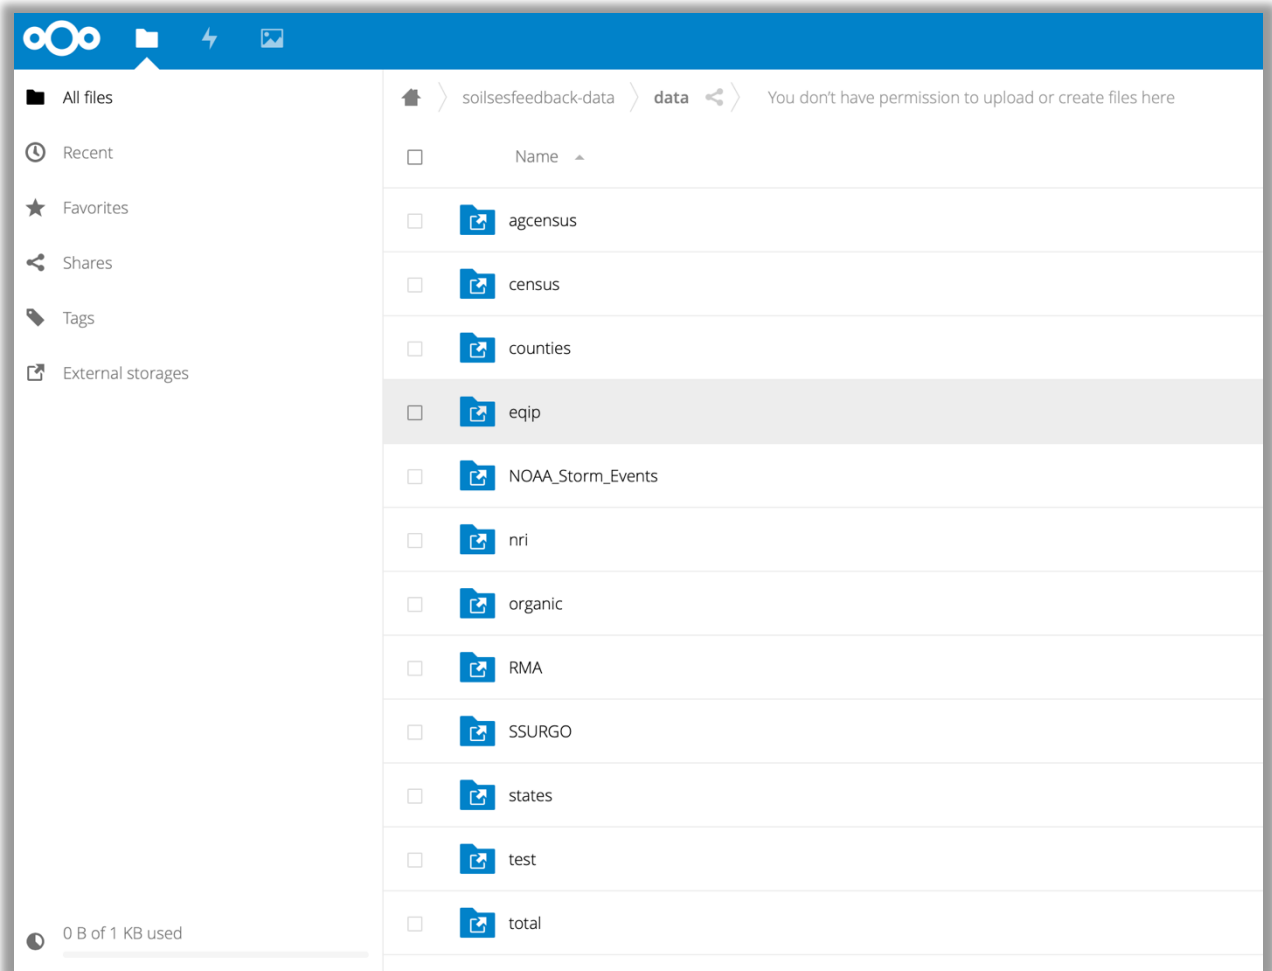 All files
Recent
Favorites
Shares
Tags
External storages
0 B of 1 KB used
soilsesfeedback-data data You don't have permission to upload or create files here
Name
agcensus
census
counties
eqip
NOAA_Storm_Events
nri
organic
RMA
SSURGO
states
test
total